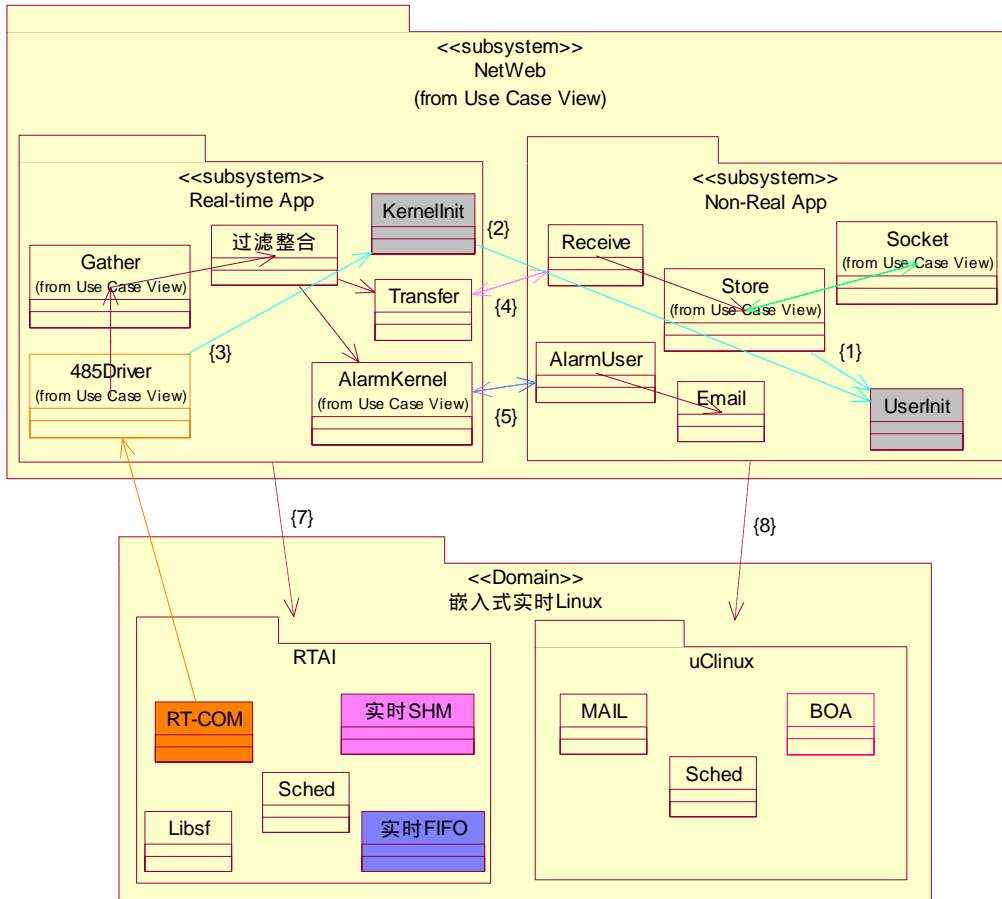 <<subsystem>>
NetWeb
(from Use Case View)
<<subsystem>>
Real-time App
KernelInit
过滤整合
Gather
(from Use Case View)
Transfer
{3}
485Driver
(from Use Case View)
AlarmKernel
(from Use Case View)
{2}
{4}
{5}
<<subsystem>>
Non-Real App
Receive
Socket
(from Use Case View)
Store
(from Use Case View)
{1}
AlarmUser
Email
UserInit
{7}
{8}
<<Domain>>
嵌入式实时Linux
RTAI
RT-COM
实时SHM
Sched
Libsf
实时FIFO
uClinux
MAIL
BOA
Sched